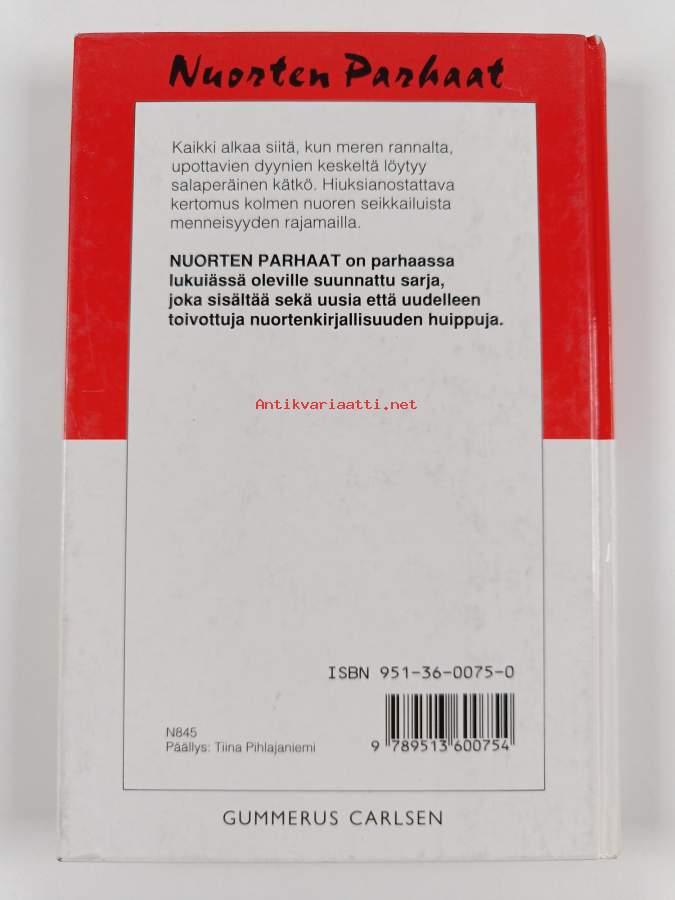 Nuorten Parhaat
Kaikki alkaa siitä, kun meren rannalta,
upottavien dyynien keskeltä löytyy
salaperäinen kätkö. Hiuksianostattava
kertomus kolmen nuoren seikkailuista
menneisyyden rajamailla.
NUORTEN PARHAAT on parhaassa
lukuiässä oleville suunnattu sarja,
joka sisältää sekä uusia että uudelleen
toivottuja nuortenkirjallisuuden huippuja.
Antikvariaatti.net
ISBN 951-36-0075-0
N845
Päällys: Tiina Pihlajaniemi
9 789513 600754
GUMMERUS CARLSEN